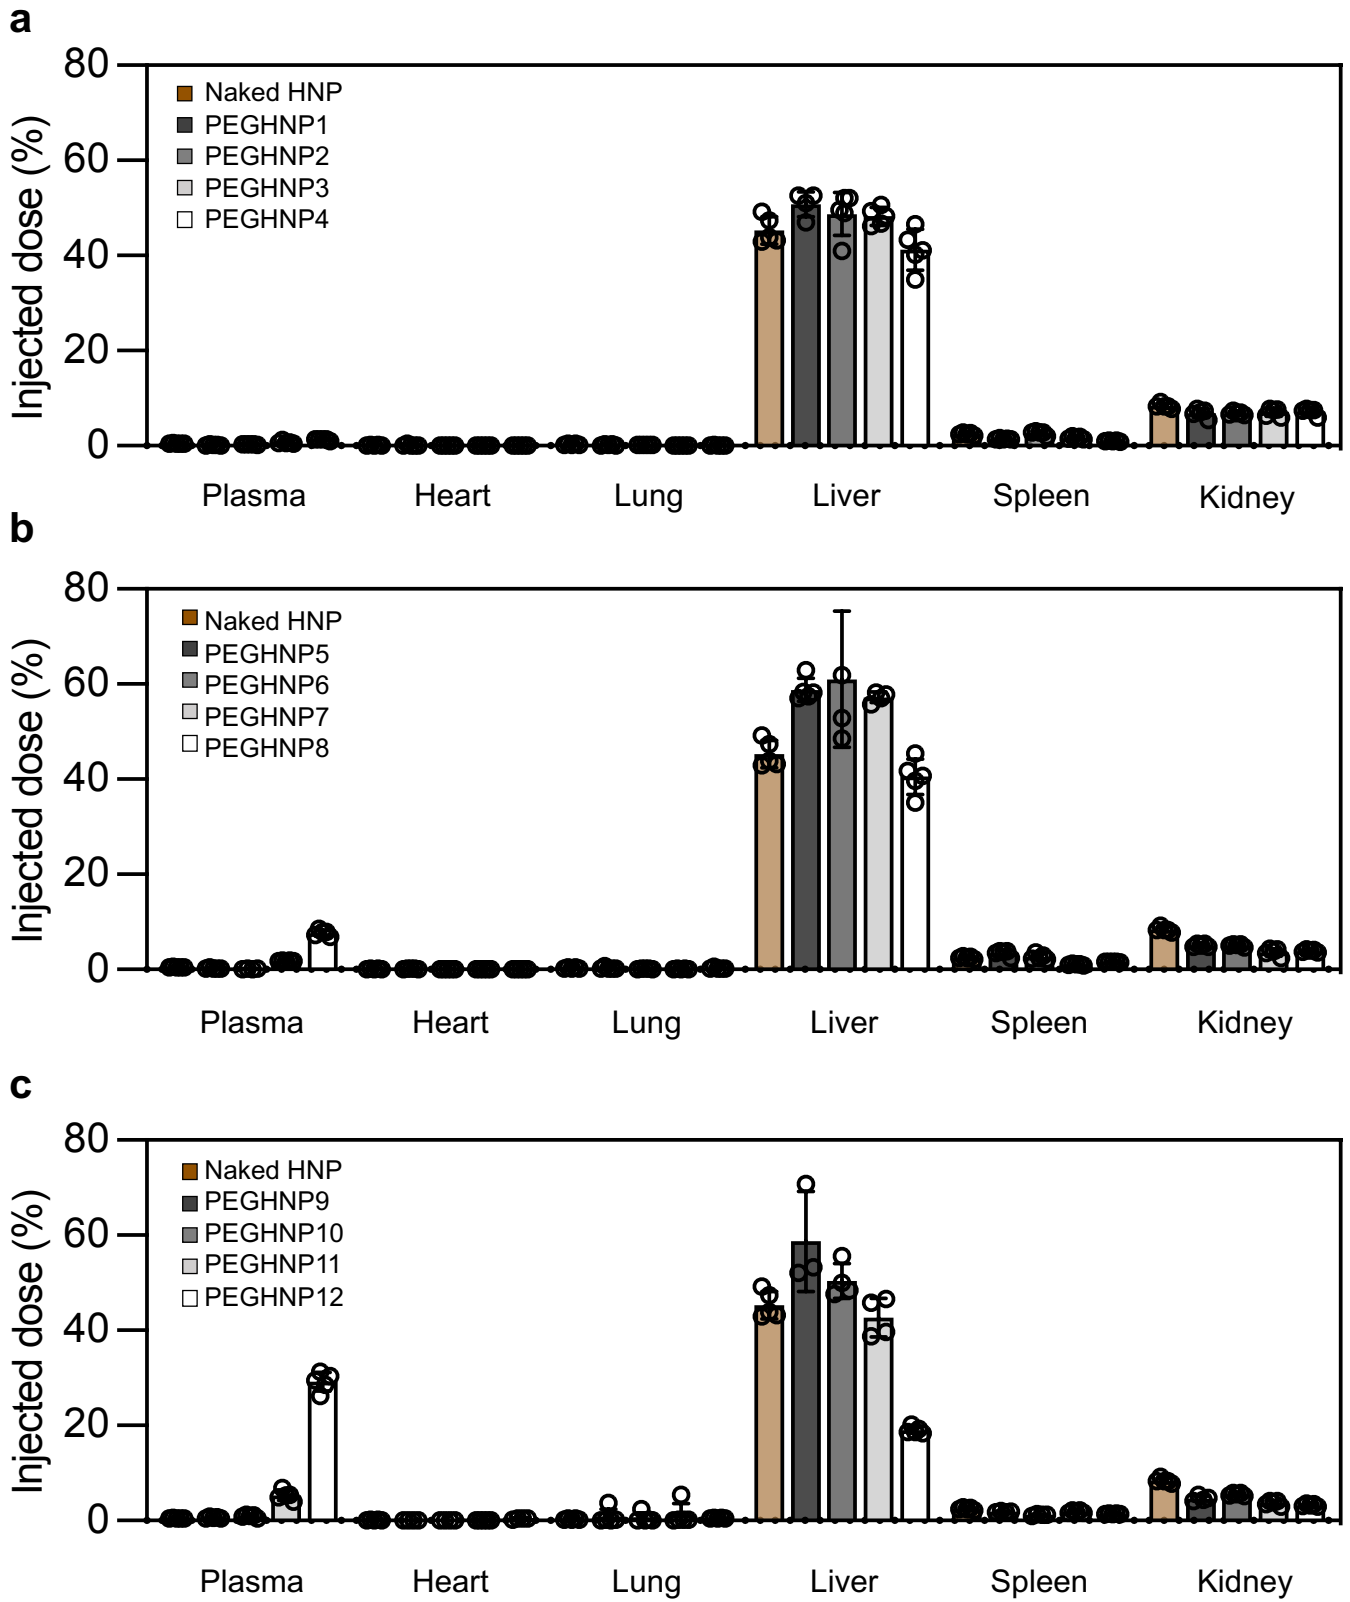 a
Injected dose (%)
80
60
40
20
0
Naked HNP
PEGHNP1
PEGHNP2
PEGHNP3
PEGHNP4
Plasma Heart Lung Liver Spleen Kidney
b
Injected dose (%)
80
60
40
20
0
Naked HNP
PEGHNP5
PEGHNP6
PEGHNP7
PEGHNP8
Plasma Heart Lung Liver Spleen Kidney
c
Injected dose (%)
80
60
40
20
0
Naked HNP
PEGHNP9
PEGHNP10
PEGHNP11
PEGHNP12
Plasma Heart Lung Liver Spleen Kidney